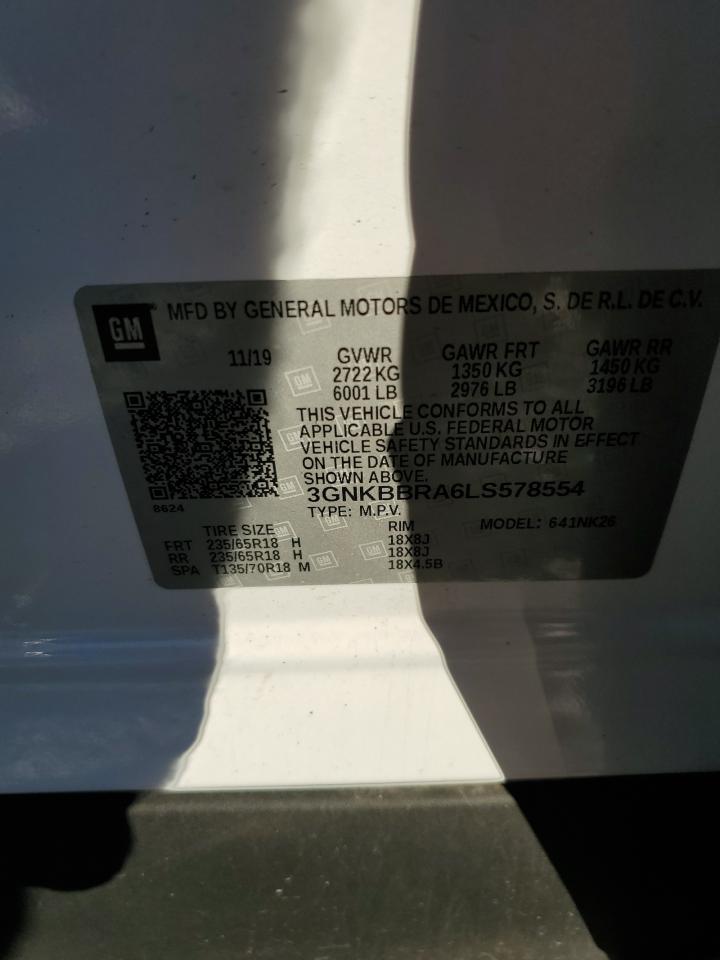 GM MFD BY GENERAL MOTORS DE MEXICO, S. DE R.L. DE C.V.
11/19 GVWR GAWR FRT GAWR RR
2722 KG 1350 KG 1450 KG
6001 LB 2976 LB 3196 LB
THIS VEHICLE CONFORMS TO ALL
APPLICABLE U.S. FEDERAL MOTOR
VEHICLE SAFETY STANDARDS IN EFFECT
ON THE DATE OF MANUFACTURE
SHOWN ABOVE.
3GNKBBRA6LS578554
8624 TYPE: M.P.V.
TIRE SIZE RIM MODEL: 641NK26
FRT 235/65R18 H 18X8J
RR 235/65R18 H 18X8J
SPA T135/70R18 M 18X4.5B